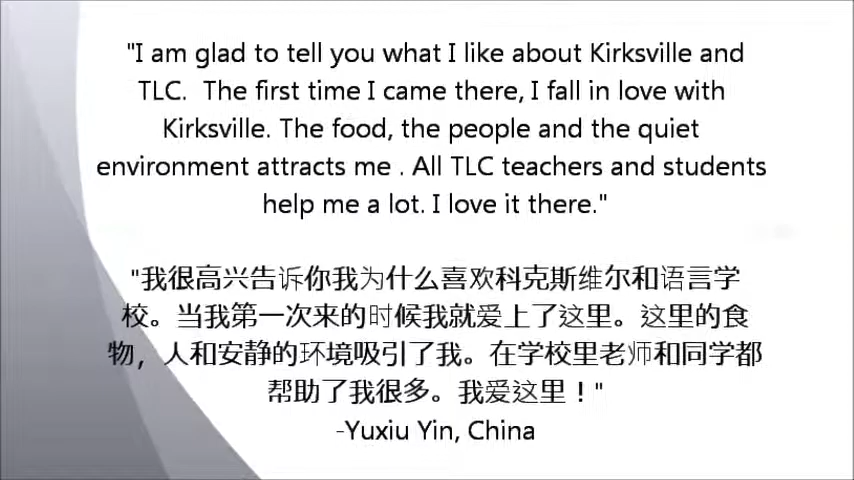 "I am glad to tell you what I like about Kirksville and
TLC.  The first time I came there, I fall in love with
Kirksville. The food, the people and the quiet
environment attracts me . All TLC teachers and students
help me a lot. I love it there."
"我很高兴告诉你我为什么喜欢科克斯维尔和语言学
校。当我第一次来的时候我就爱上了这里。这里的食
物，人和安静的环境吸引了我。在学校里老师和同学都
帮助了我很多。我爱这里！"
-Yuxiu Yin, China